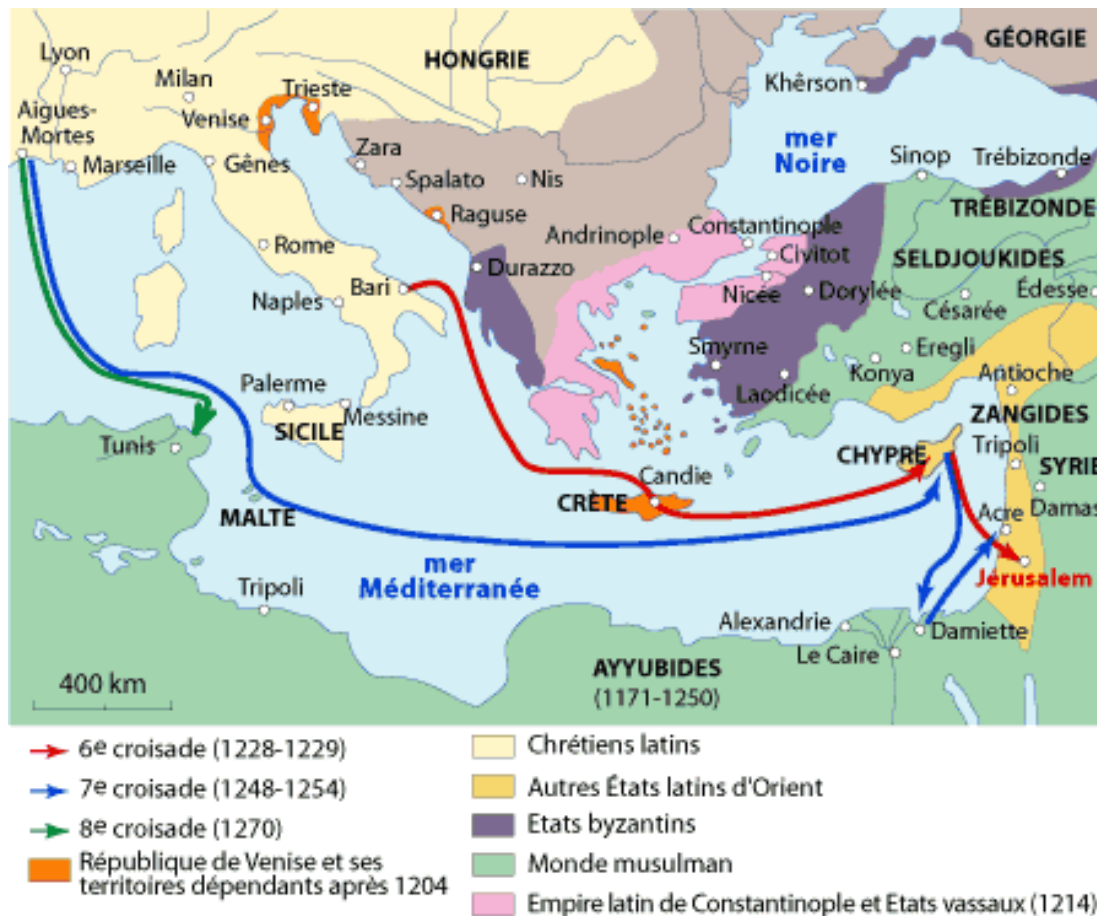 Lyon
HONGRIE
GÉORGIE
Milan
Trieste
Khêrson
Aigues-
Mortes
Venise
mer
Noire
Marseille
Gênes
Zara
Spalato
Nis
Sinop
Trébizonde
Raguse
Constantinople
TRÉBIZONDE
Rome
Andrinople
Civitot
Durazzo
SELDJOUKIDES
Bari
Naples
Nicée
Dorylée
Édesse
Césarée
Smyrne
Eregli
Konya
Laodicée
Antioche
Palerme
Messine
SICILE
ZANGIDES
Tunis
CHYPRE
Tripoli
SYRIE
Candie
CRÈTE
MALTE
Acre
Damas
mer
Méditerranée
Jérusalem
Tripoli
Alexandrie
Damiette
Le Caire
AYYUBIDES
(1171-1250)
400 km
6e croisade (1228-1229)
7e croisade (1248-1254)
8e croisade (1270)
République de Venise et ses
territoires dépendants après 1204
Chrétiens latins
Autres États latins d'Orient
Etats byzantins
Monde musulman
Empire latin de Constantinople et Etats vassaux (1214)